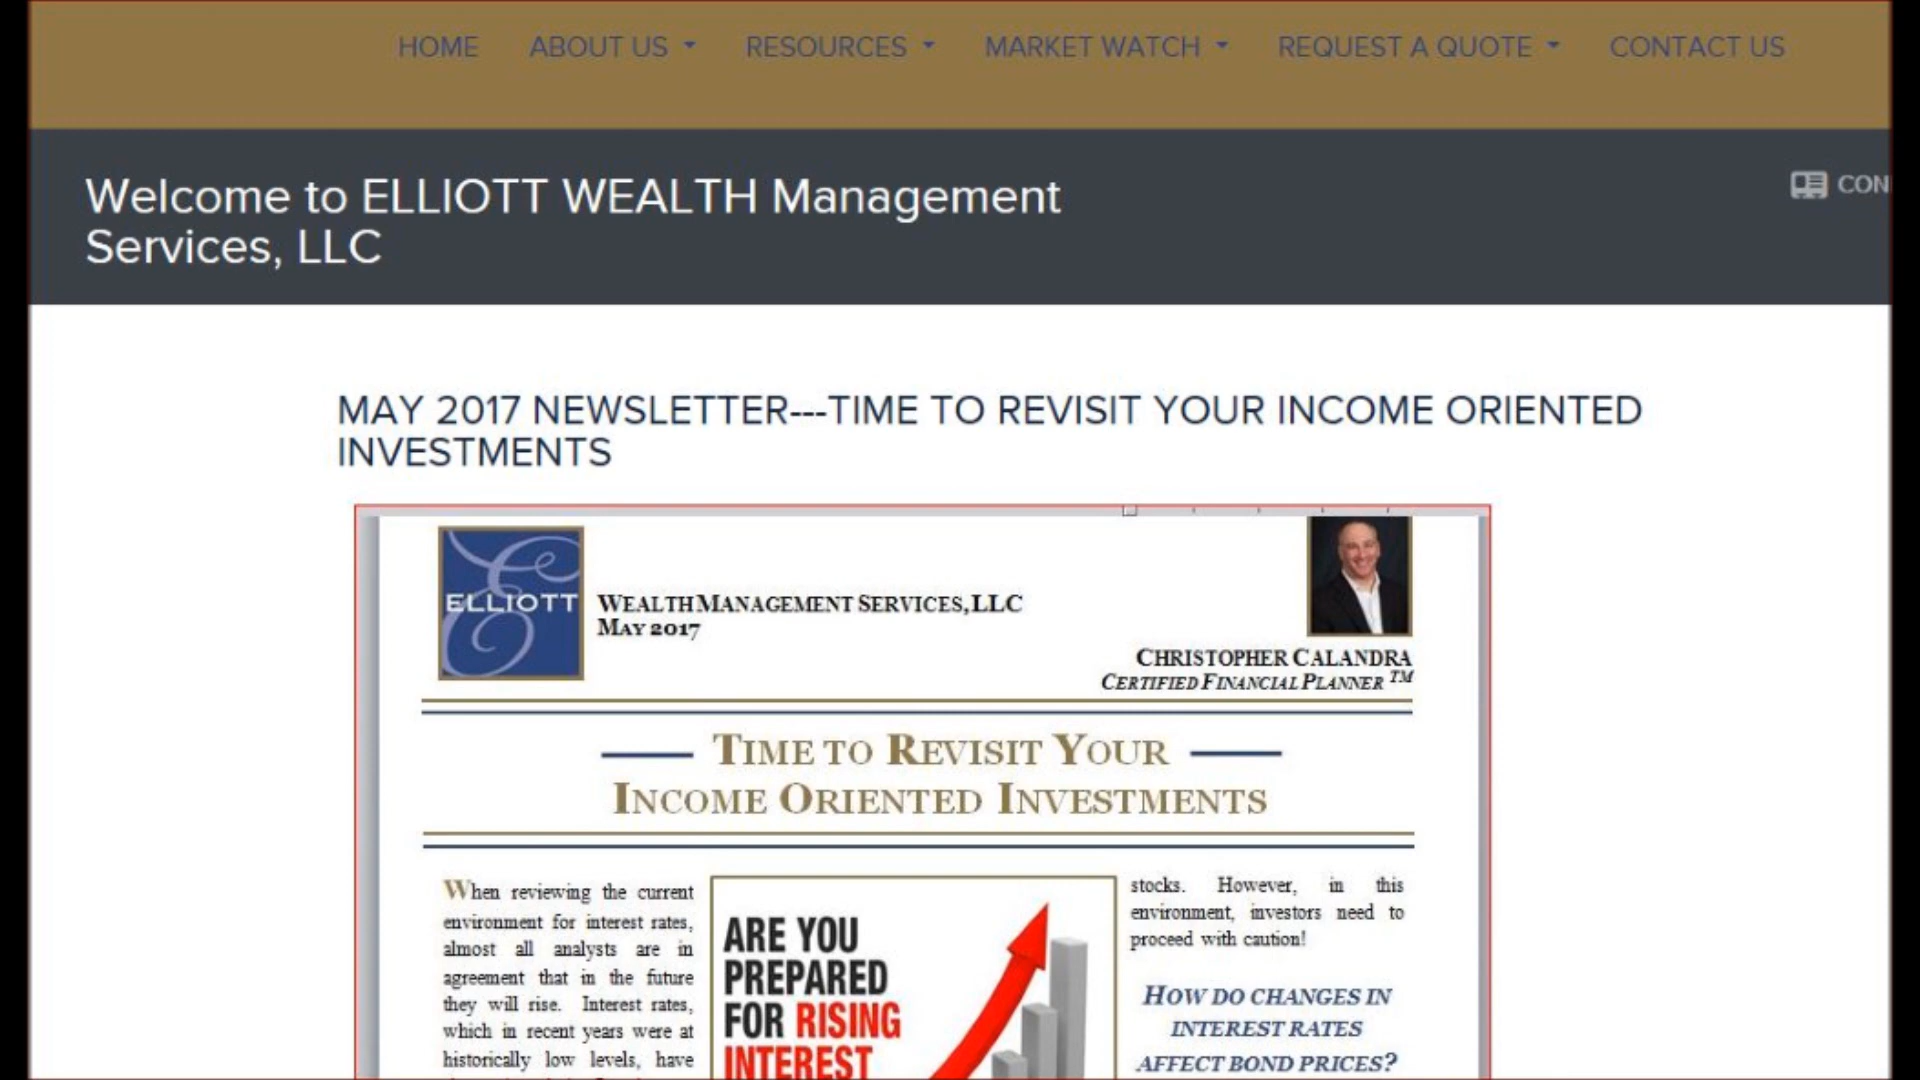 HOME ABOUT US RESOURCES MARKET WATCH REQUEST A QUOTE CONTACT US
Welcome to ELLIOTT WEALTH Management
Services, LLC
CON
MAY 2017 NEWSLETTER---TIME TO REVISIT YOUR INCOME ORIENTED
INVESTMENTS
ELLIOTT
WEALTH MANAGEMENT SERVICES, LLC
MAY 2017
CHRISTOPHER CALANDRA
CERTIFIED FINANCIAL PLANNER TM
TIME TO REVISIT YOUR
INCOME ORIENTED INVESTMENTS
When reviewing the current
environment for interest rates,
almost all analysts are in
agreement that in the future
they will rise. Interest rates,
which in recent years were at
historically low levels, have
ARE YOU
PREPARED
FOR RISING
INTEREST
stocks. However, in this
environment, investors need to
proceed with caution!
HOW DO CHANGES IN
INTEREST RATES
AFFECT BOND PRICES?